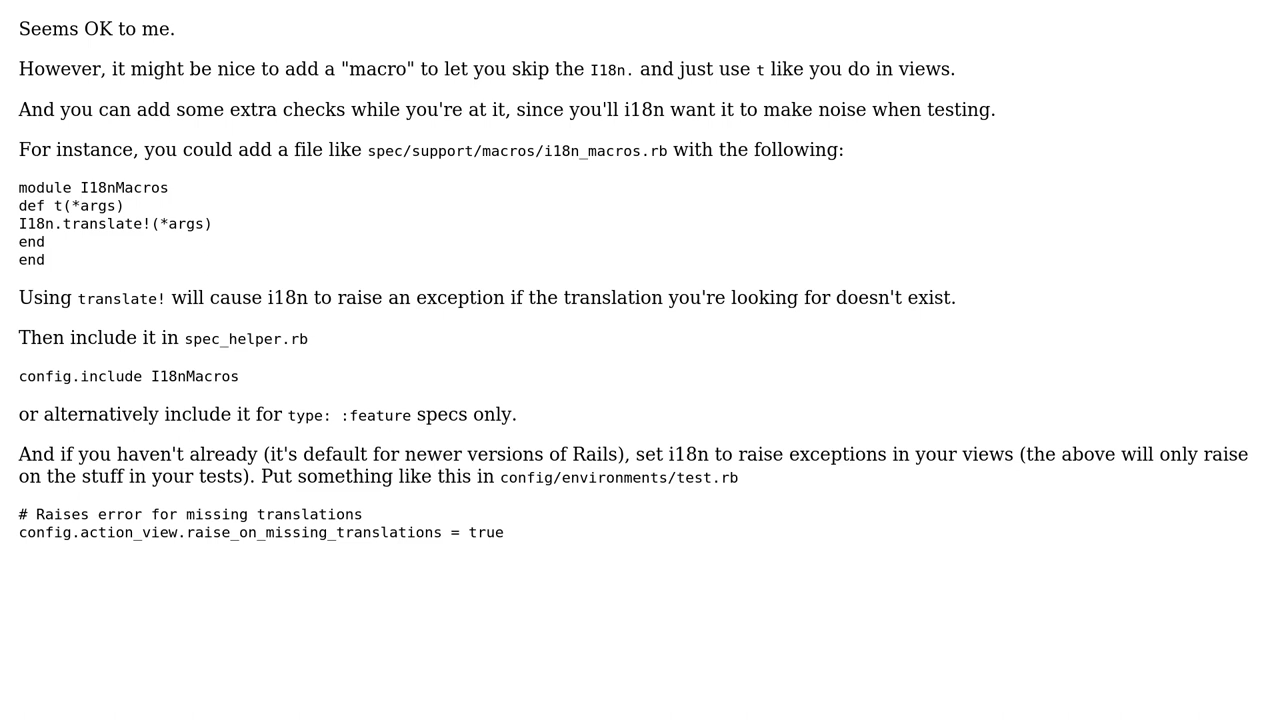 Seems OK to me.
However, it might be nice to add a "macro" to let you skip the I18n. and just use t like you do in views.
And you can add some extra checks while you're at it, since you'll i18n want it to make noise when testing.
For instance, you could add a file like spec/support/macros/i18n_macros.rb with the following:
module I18nMacros
def t(*args)
I18n.translate!(*args)
end
end
Using translate! will cause i18n to raise an exception if the translation you're looking for doesn't exist.
Then include it in spec_helper.rb
config.include I18nMacros
or alternatively include it for type: :feature specs only.
And if you haven't already (it's default for newer versions of Rails), set i18n to raise exceptions in your views (the above will only raise
on the stuff in your tests). Put something like this in config/environments/test.rb
# Raises error for missing translations
config.action_view.raise_on_missing_translations = true